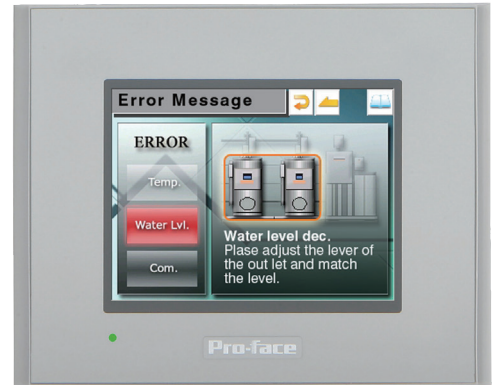 Error Message
ERROR
Temp.
Water Lvl.
Com.
Water level dec.
Plase adjust the lever of
the out let and match
the level.
Pro-face